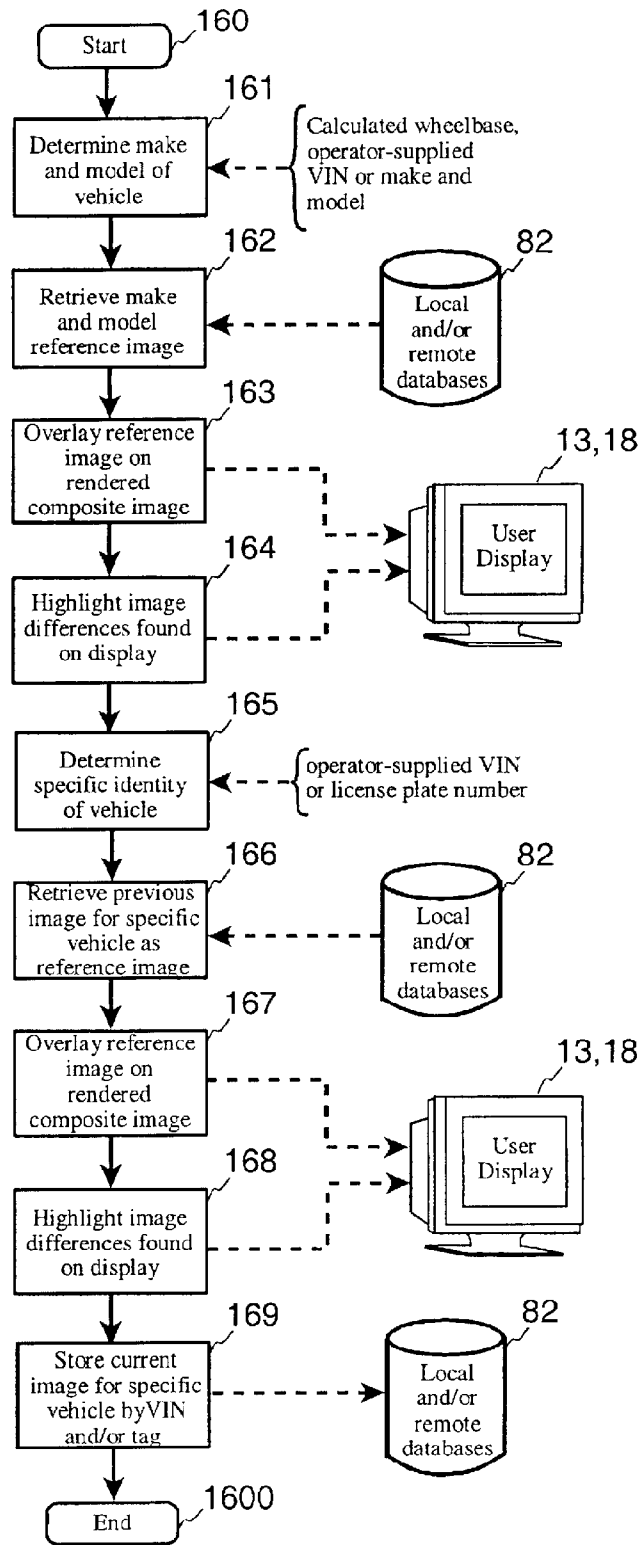 160
Start
161
Determine make
and model of
vehicle
Calculated wheelbase,
operator-supplied
VIN or make and
model
162
Retrieve make
and model
reference image
82
Local
and/or
remote
databases
163
Overlay reference
image on
rendered
composite image
13,18
User
Display
164
Highlight image
differences found
on display
165
Determine
specific identity
of vehicle
operator-supplied VIN
or license plate number
166
Retrieve previous
image for specific
vehicle as
reference image
82
Local
and/or
remote
databases
167
Overlay reference
image on
rendered
composite image
13,18
User
Display
168
Highlight image
differences found
on display
169
Store current
image for specific
vehicle byVIN
and/or tag
82
Local
and/or
remote
databases
1600
End